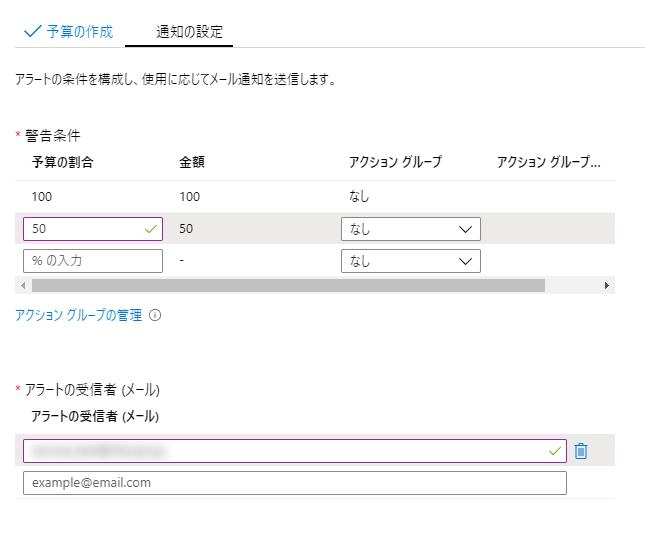 予算の作成 通知の設定
アラートの条件を構成し、使用に応じてメール通知を送信します。
* 警告条件
予算の割合 金額 アクション グループ アクション グループ...
100 100 なし
50 50 なし
% の入力 - なし
アクション グループの管理
* アラートの受信者 (メール)
アラートの受信者 (メール)
example@email.com